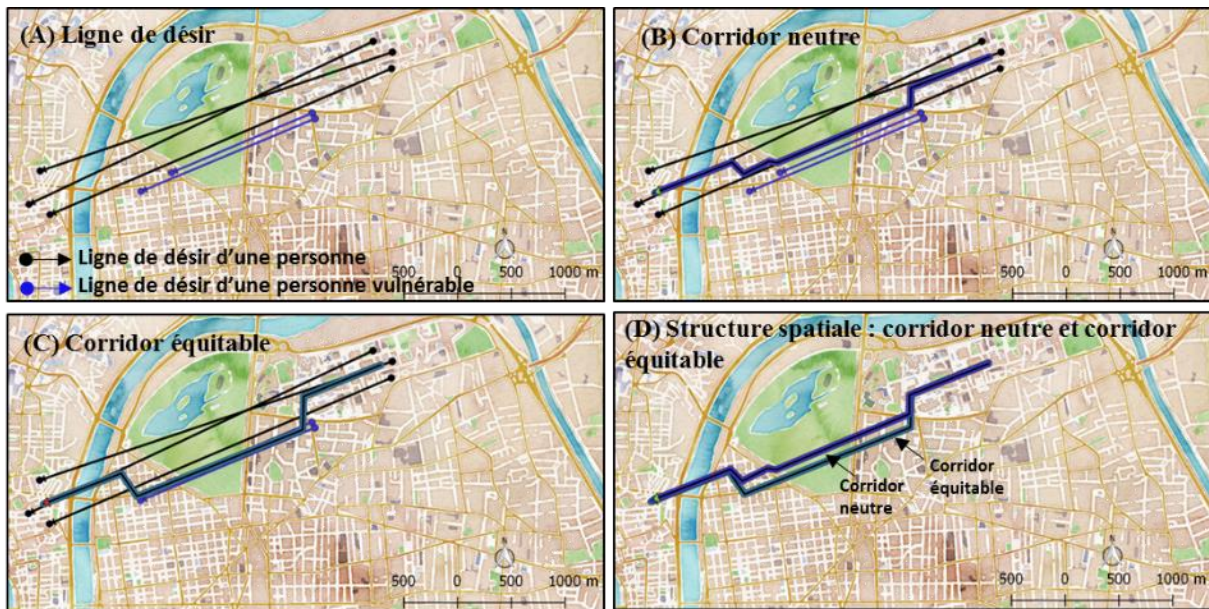 (A) Ligne de désir
Ligne de désir d'une personne
Ligne de désir d'une personne vulnérable
500 0 500 1000 m
(B) Corridor neutre
500 0 500 1000 m
(C) Corridor équitable
500 0 500 1000 m
(D) Structure spatiale : corridor neutre et corridor
équitable
Corridor
équitable
Corridor
neutre
500 0 500 1000 m